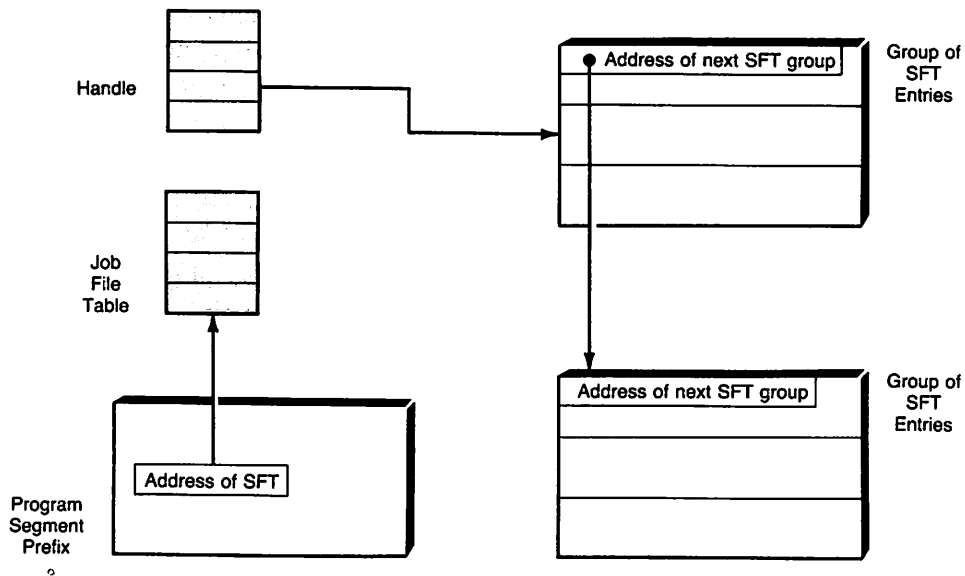 Handle
Address of next SFT group
Group of
SFT
Entries
Job
File
Table
Address of next SFT group
Group of
SFT
Entries
Address of SFT
Program
Segment
Prefix